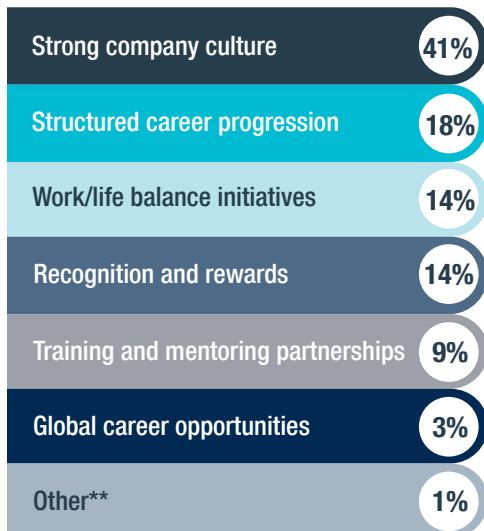 Strong company culture 41%
Structured career progression 18%
Work/life balance initiatives 14%
Recognition and rewards 14%
Training and mentoring partnerships 9%
Global career opportunities 3%
Other** 1%